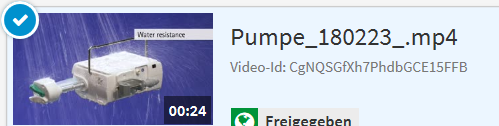 Water resistance
00:24
Pumpe_180223_.mp4
Video-Id: CgNQSGfXh7PhdbGCE15FFB
Freigegeben